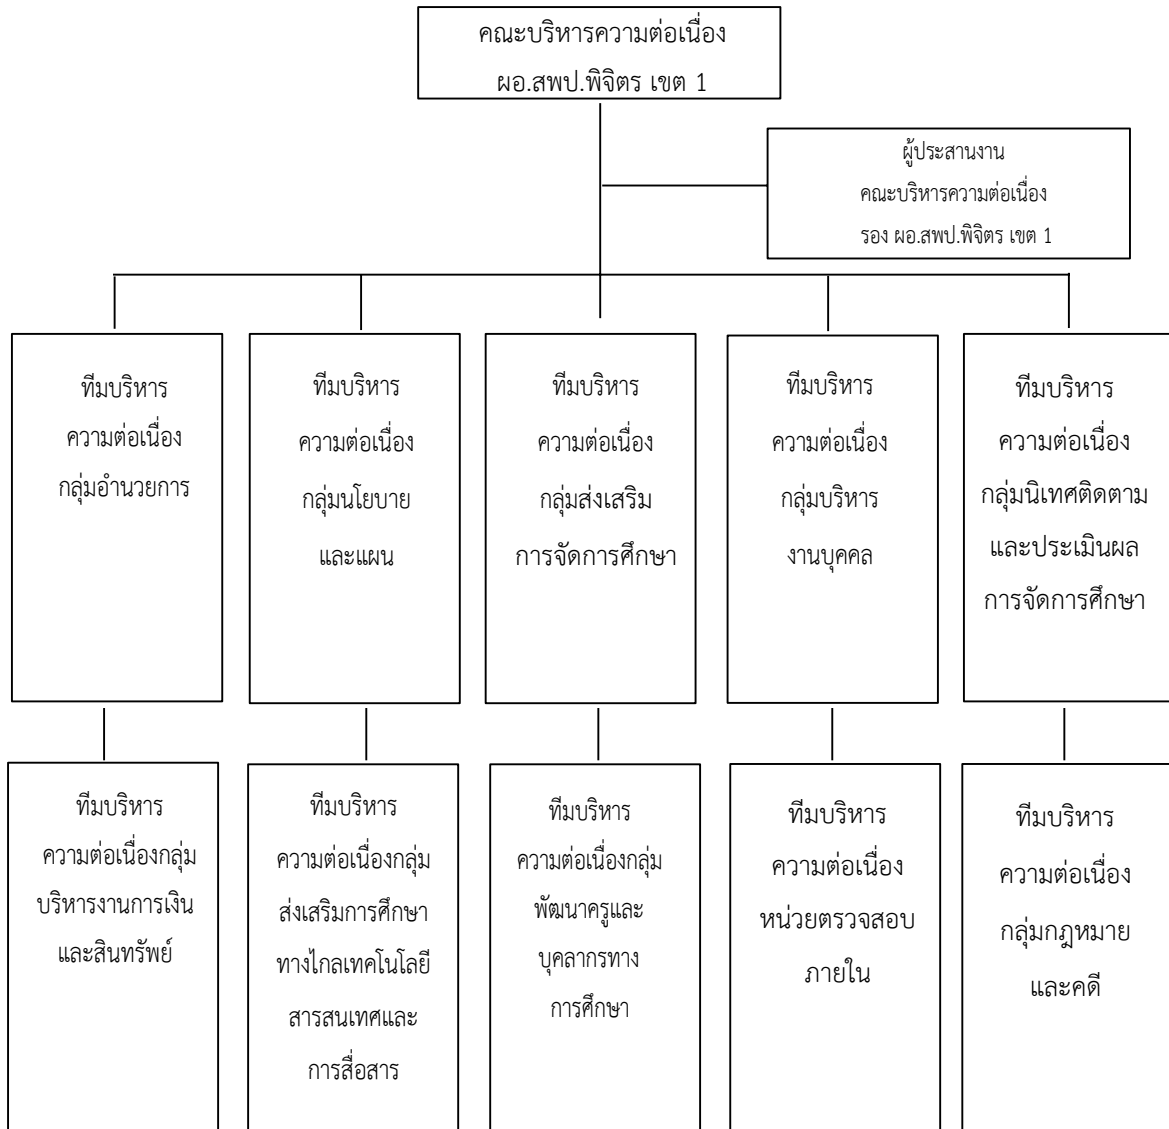 คณะบริหารความต่อเนื่อง
ผอ.สพป.พิจิตร เขต 1
ผู้ประสานงาน
คณะบริหารความต่อเนื่อง
รอง ผอ.สพป.พิจิตร เขต 1
ทีมบริหาร
ความต่อเนื่อง
กลุ่มอำนวยการ
ทีมบริหาร
ความต่อเนื่อง
กลุ่มนโยบาย
และแผน
ทีมบริหาร
ความต่อเนื่อง
กลุ่มส่งเสริม
การจัดการศึกษา
ทีมบริหาร
ความต่อเนื่อง
กลุ่มบริหาร
งานบุคคล
ทีมบริหาร
ความต่อเนื่อง
กลุ่มนิเทศติดตาม
และประเมินผล
การจัดการศึกษา
ทีมบริหาร
ความต่อเนื่องกลุ่ม
บริหารงานการเงิน
และสินทรัพย์
ทีมบริหาร
ความต่อเนื่องกลุ่ม
ส่งเสริมการศึกษา
ทางไกลเทคโนโลยี
สารสนเทศและ
การสื่อสาร
ทีมบริหาร
ความต่อเนื่องกลุ่ม
พัฒนาครูและ
บุคลากรทาง
การศึกษา
ทีมบริหาร
ความต่อเนื่อง
หน่วยตรวจสอบ
ภายใน
ทีมบริหาร
ความต่อเนื่อง
กลุ่มกฎหมาย
และคดี